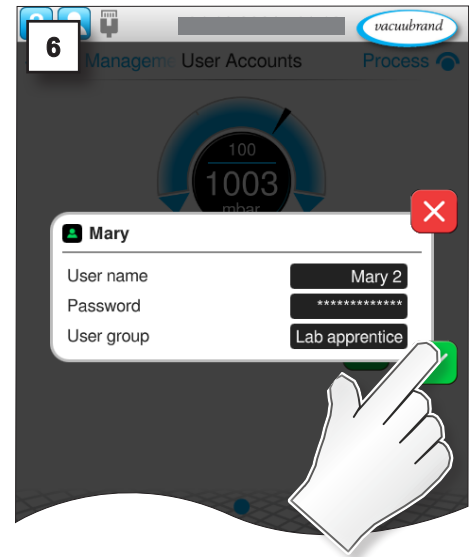 6
vacuubrand
Manageme User Accounts Process
100
1003
mbar
Mary
User name Mary 2
Password *************
User group Lab apprentice